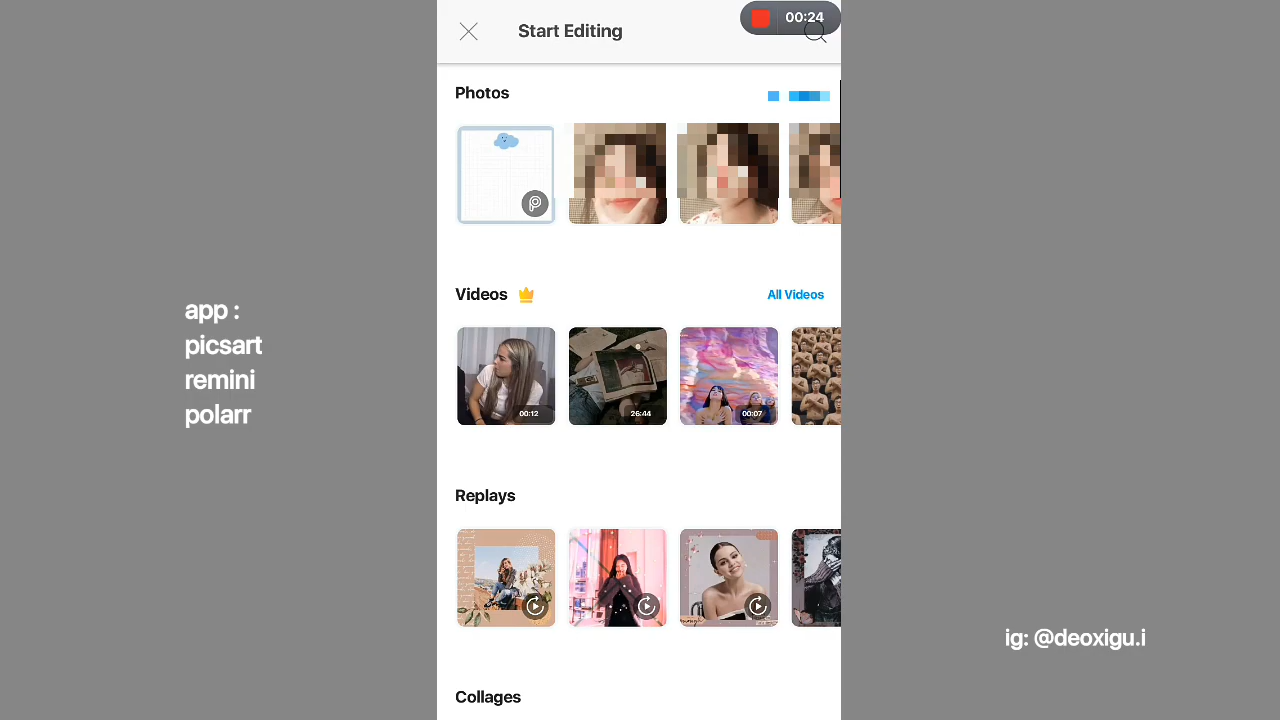 00:24
Start Editing
Photos
Videos
All Videos
00:12
26:44
00:07
Replays
Collages
app :
picsart
remini
polarr
ig: @deoxigu.i